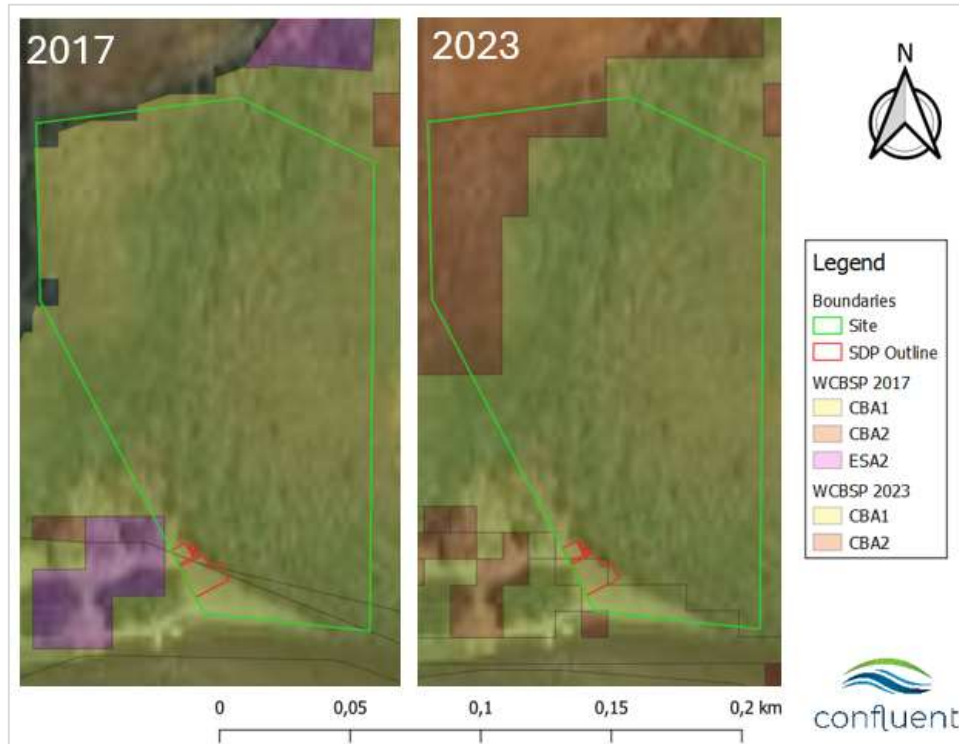 2017
2023
N
Legend
Boundaries
Site
SDP Outline
WCBSP 2017
CBA1
CBA2
ESA2
WCBSP 2023
CBA1
CBA2
0
0,05
0,1
0,15
0,2 km
confluent